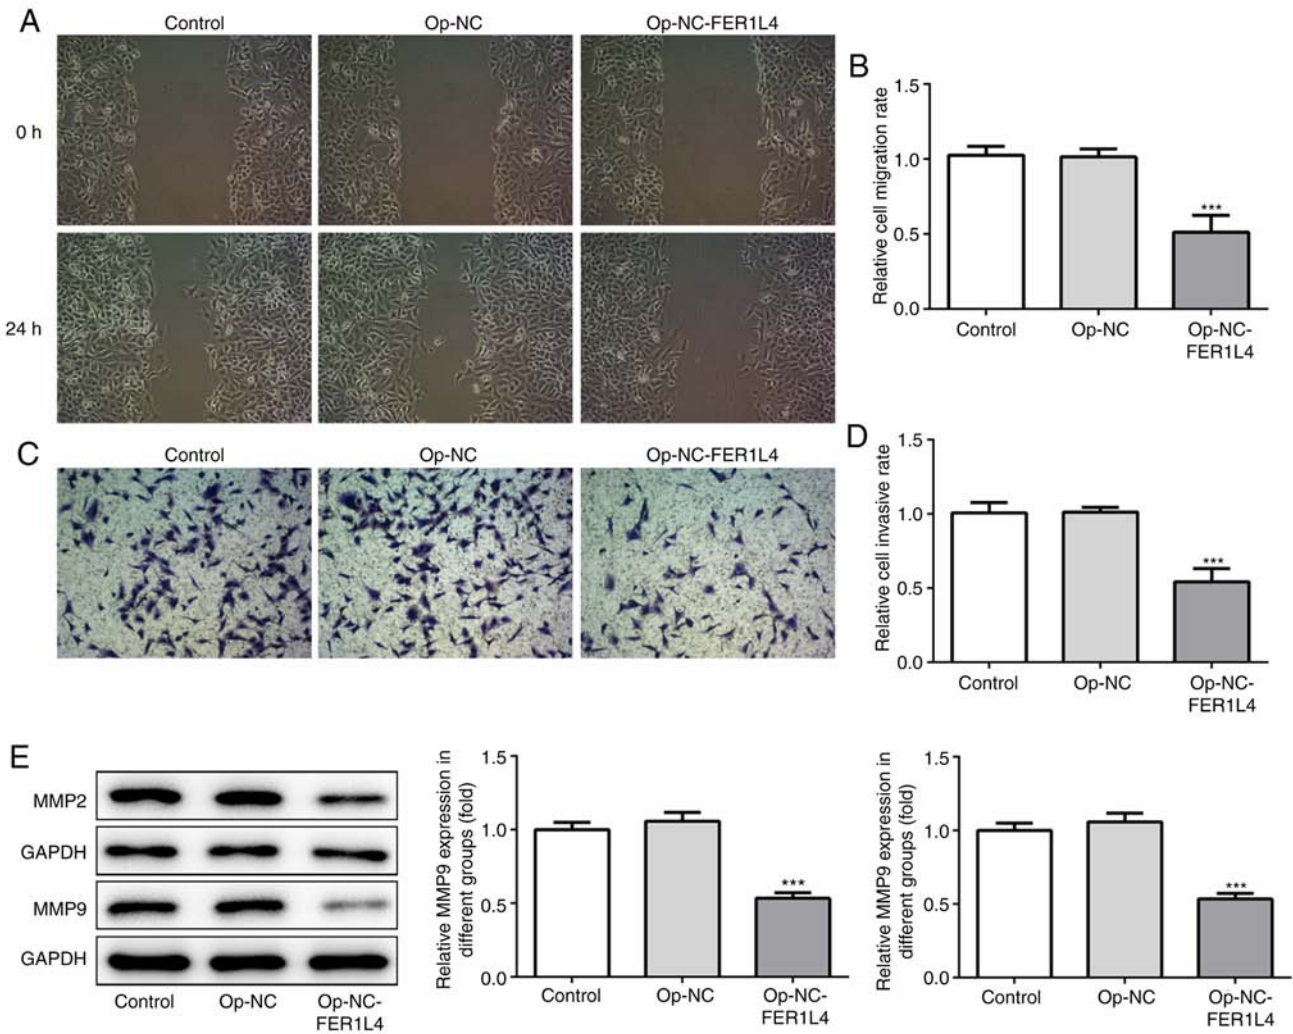 A
Control
Op-NC
Op-NC-FER1L4
0 h
24 h
B
Relative cell migration rate
1.5
1.0
0.5
0.0
***
Control
Op-NC
Op-NC-
FER1L4
C
Control
Op-NC
Op-NC-FER1L4
D
Relative cell invasive rate
1.5
1.0
0.5
0.0
***
Control
Op-NC
Op-NC-
FER1L4
E
MMP2
GAPDH
MMP9
GAPDH
Control
Op-NC
Op-NC-
FER1L4
Relative MMP9 expression in
different groups (fold)
1.5
1.0
0.5
0.0
***
Control
Op-NC
Op-NC-
FER1L4
Relative MMP9 expression in
different groups (fold)
1.5
1.0
0.5
0.0
***
Control
Op-NC
Op-NC-
FER1L4